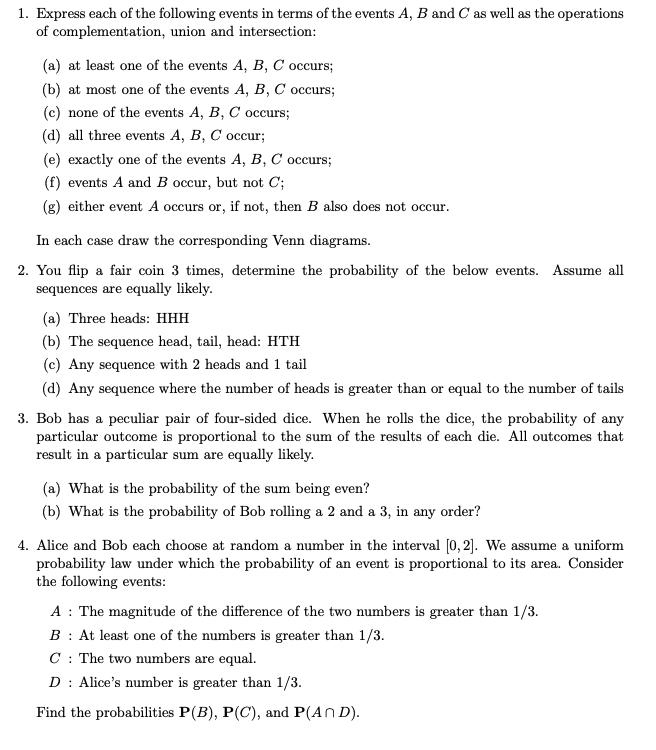 1. Express each of the following events in terms of the events A, B and C as well as the operations
of complementation, union and intersection:
(a) at least one of the events A, B, C occurs;
(b) at most one of the events A, B, C occurs;
(c) none of the events A, B, C occurs;
(d) all three events A, B, C occur;
(e) exactly one of the events A, B, C occurs;
(f) events A and B occur, but not C;
(g) either event A occurs or, if not, then B also does not occur.
In each case draw the corresponding Venn diagrams.
2. You flip a fair coin 3 times, determine the probability of the below events. Assume all
sequences are equally likely.
(a) Three heads: HHH
(b) The sequence head, tail, head: HTH
(c) Any sequence with 2 heads and 1 tail
(d) Any sequence where the number of heads is greater than or equal to the number of tails
3. Bob has a peculiar pair of four-sided dice. When he rolls the dice, the probability of any
particular outcome is proportional to the sum of the results of each die. All outcomes that
result in a particular sum are equally likely.
(a) What is the probability of the sum being even?
(b) What is the probability of Bob rolling a 2 and a 3, in any order?
4. Alice and Bob each choose at random a number in the interval [0, 2]. We assume a uniform
probability law under which the probability of an event is proportional to its area. Consider
the following events:
A : The magnitude of the difference of the two numbers is greater than 1/3.
B : At least one of the numbers is greater than 1/3.
C : The two numbers are equal.
D : Alice's number is greater than 1/3.
Find the probabilities P(B), P(C), and P(A ∩ D).